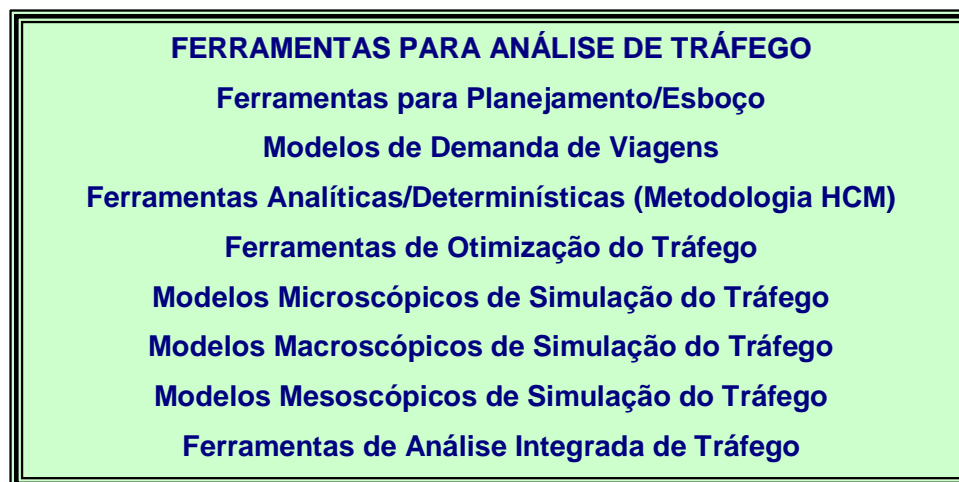 FERRAMENTAS PARA ANÁLISE DE TRÁFEGO
Ferramentas para Planejamento/Esboço
Modelos de Demanda de Viagens
Ferramentas Analíticas/Determinísticas (Metodologia HCM)
Ferramentas de Otimização do Tráfego
Modelos Microscópicos de Simulação do Tráfego
Modelos Macroscópicos de Simulação do Tráfego
Modelos Mesoscópicos de Simulação do Tráfego
Ferramentas de Análise Integrada de Tráfego